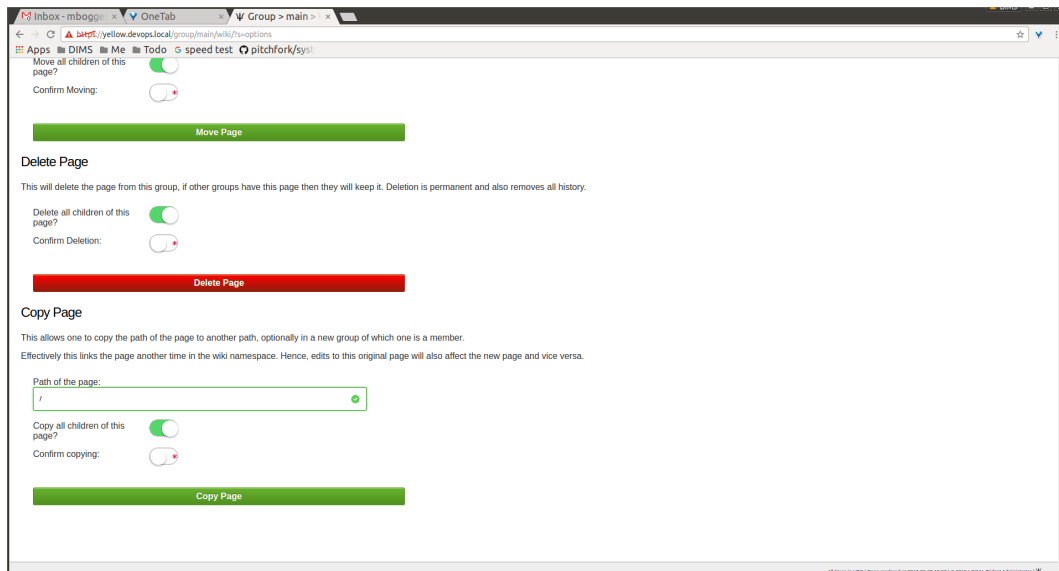 DIMS
Inbox - mbogge × OneTab × Ψ Group > main > ×
https://yellow.devops.local/group/main/wiki/?s=options
Apps DIMS Me Todo G speed test pitchfork/syst
Move all children of this
page?
Confirm Moving: *
Move Page
Delete Page
This will delete the page from this group, if other groups have this page then they will keep it. Deletion is permanent and also removes all history.
Delete all children of this
page?
Confirm Deletion: *
Delete Page
Copy Page
This allows one to copy the path of the page to another path, optionally in a new group of which one is a member.
Effectively this links the page another time in the wiki namespace. Hence, edits to this original page will also affect the new page and vice versa.
Path of the page:
/
Copy all children of this
page?
Confirm copying: *
Copy Page